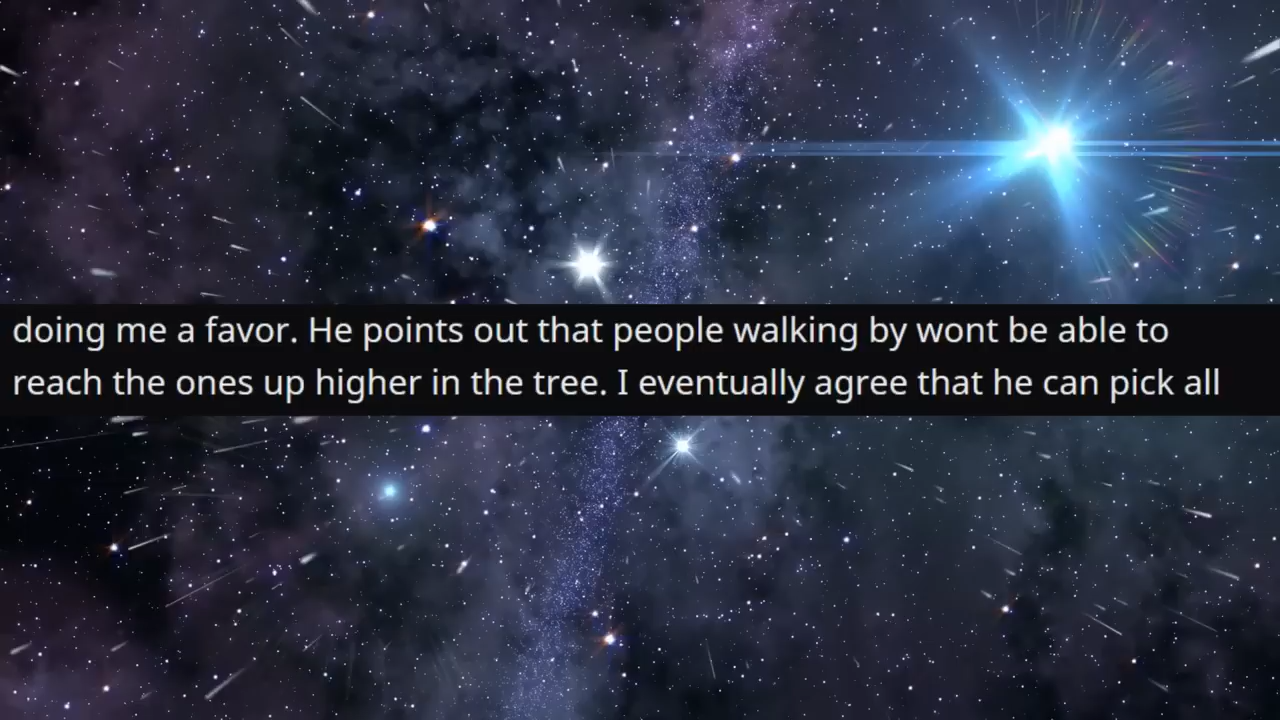 doing me a favor. He points out that people walking by wont be able to
reach the ones up higher in the tree. I eventually agree that he can pick all